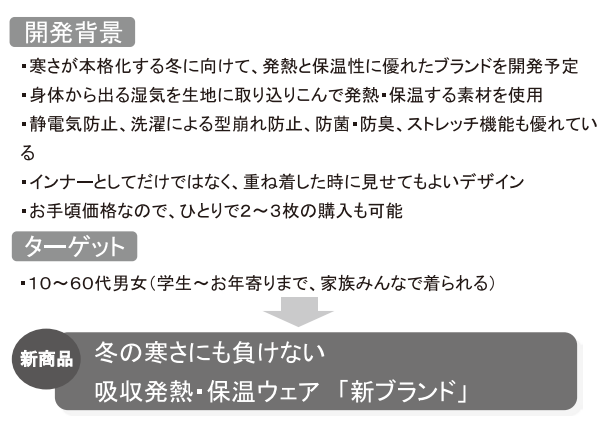 開発背景
・寒さが本格化する冬に向けて、発熱と保温性に優れたブランドを開発予定
・身体から出る湿気を生地に取り込りこんで発熱・保温する素材を使用
・静電気防止、洗濯による型崩れ防止、防菌・防臭、ストレッチ機能も優れてい
る
・インナーとしてだけではなく、重ね着した時に見せてもよいデザイン
・お手頃価格なので、ひとりで２～３枚の購入も可能
ターゲット
・１０～６０代男女（学生～お年寄りまで、家族みんなで着られる）
新商品
冬の寒さにも負けない
吸収発熱・保温ウェア 「新ブランド」